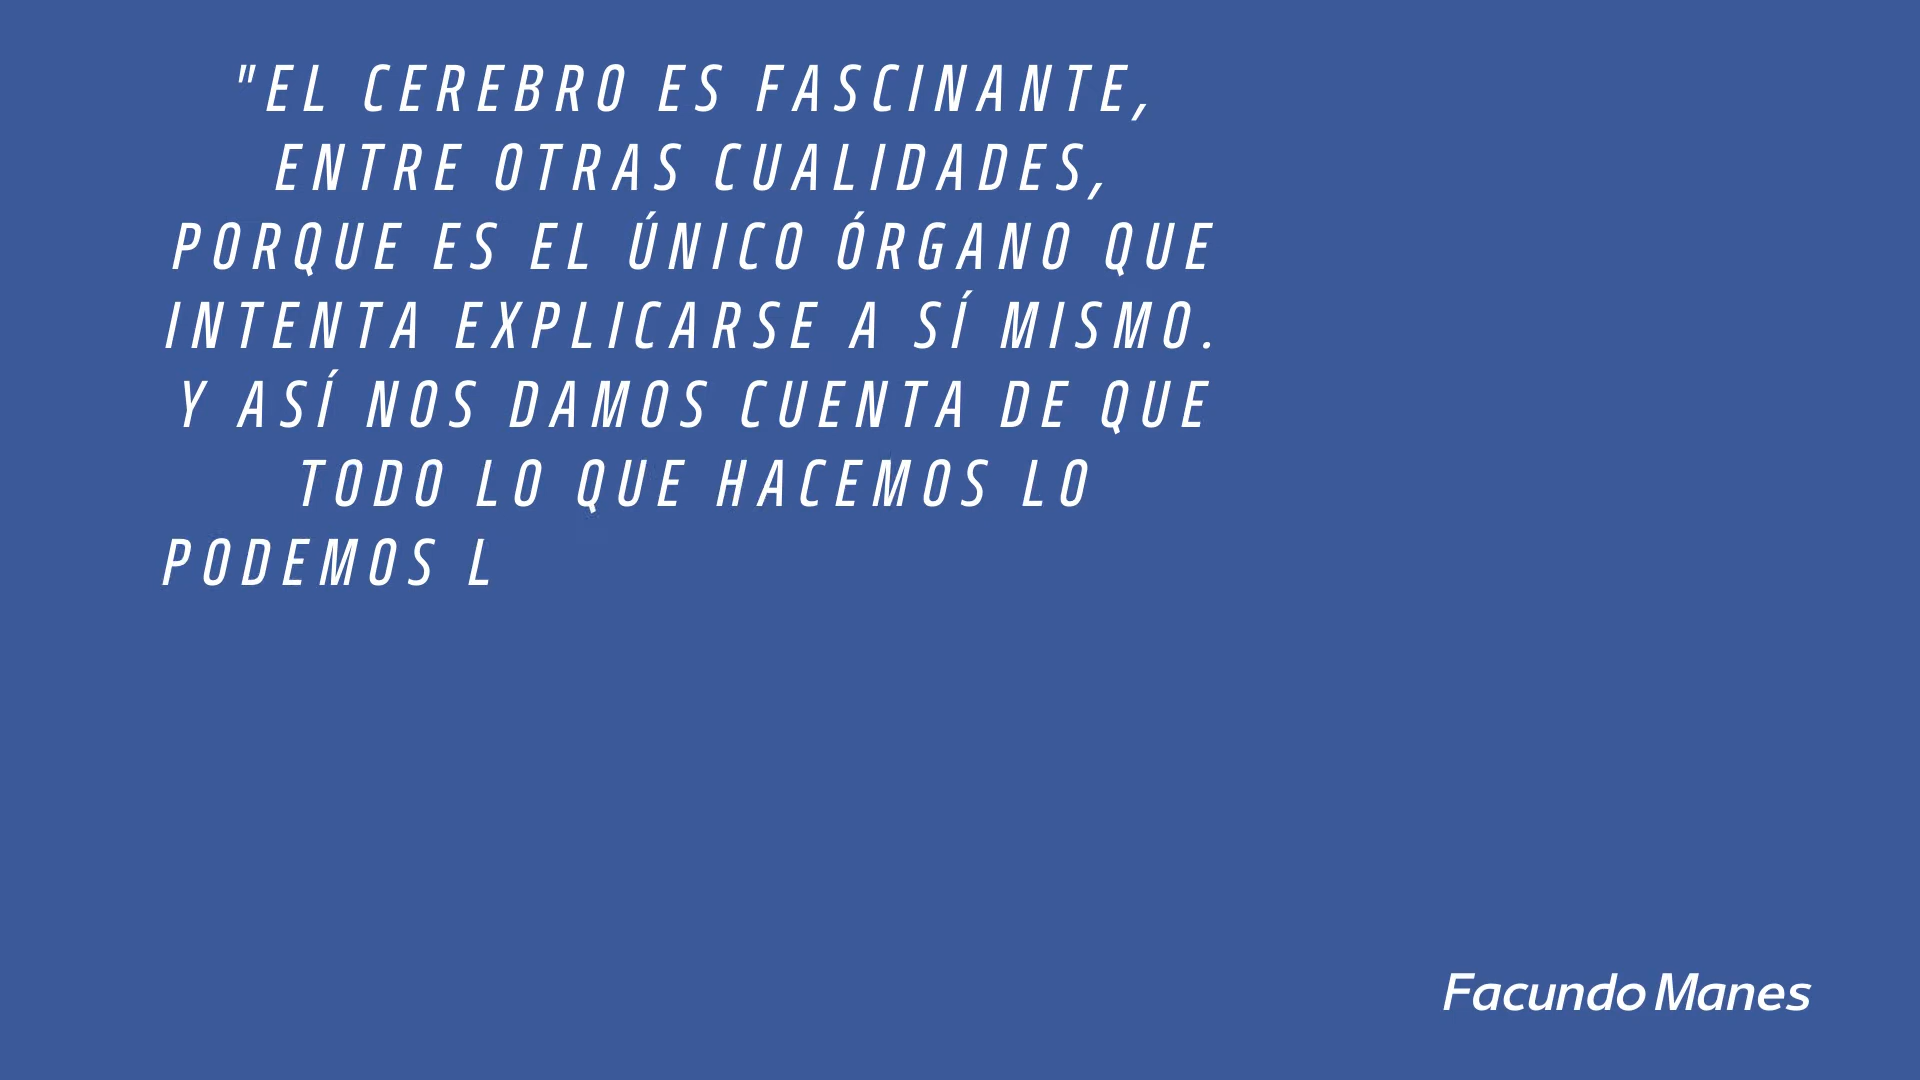 "EL CEREBRO ES FASCINANTE,
ENTRE OTRAS CUALIDADES,
PORQUE ES EL ÚNICO ÓRGANO QUE
INTENTA EXPLICARSE A SÍ MISMO.
Y ASÍ NOS DAMOS CUENTA DE QUE
TODO LO QUE HACEMOS LO
PODEMOS L
Facundo Manes